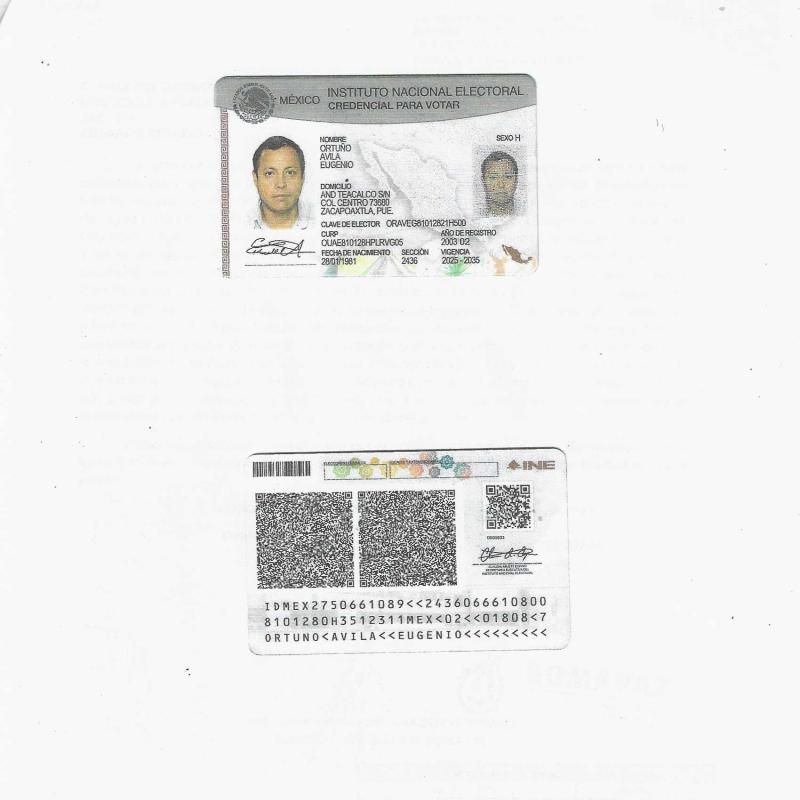 MÉXICO INSTITUTO NACIONAL ELECTORAL
CREDENCIAL PARA VOTAR
NOMBRE
SEXO H
ORTUÑO
AVILA
EUGENIO
DOMICILIO
AND TEACALCO S/N
COL CENTRO 73680
ZACAPOAXTLA, PUE.
CLAVE DE ELECTOR ORAVEG81012821H500
CURP
AÑO DE REGISTRO
OUAE810128HPLRVG05
2003 02
FECHA DE NACIMIENTO SECCIÓN VIGENCIA
28/01/1981 2436 2025 - 2035
INE
IDMEX2750661089<<2436066610800
8101280H3512311MEX<02<<01808<7
ORTUNO<AVILA<<EUGENIO<<<<<<<<<